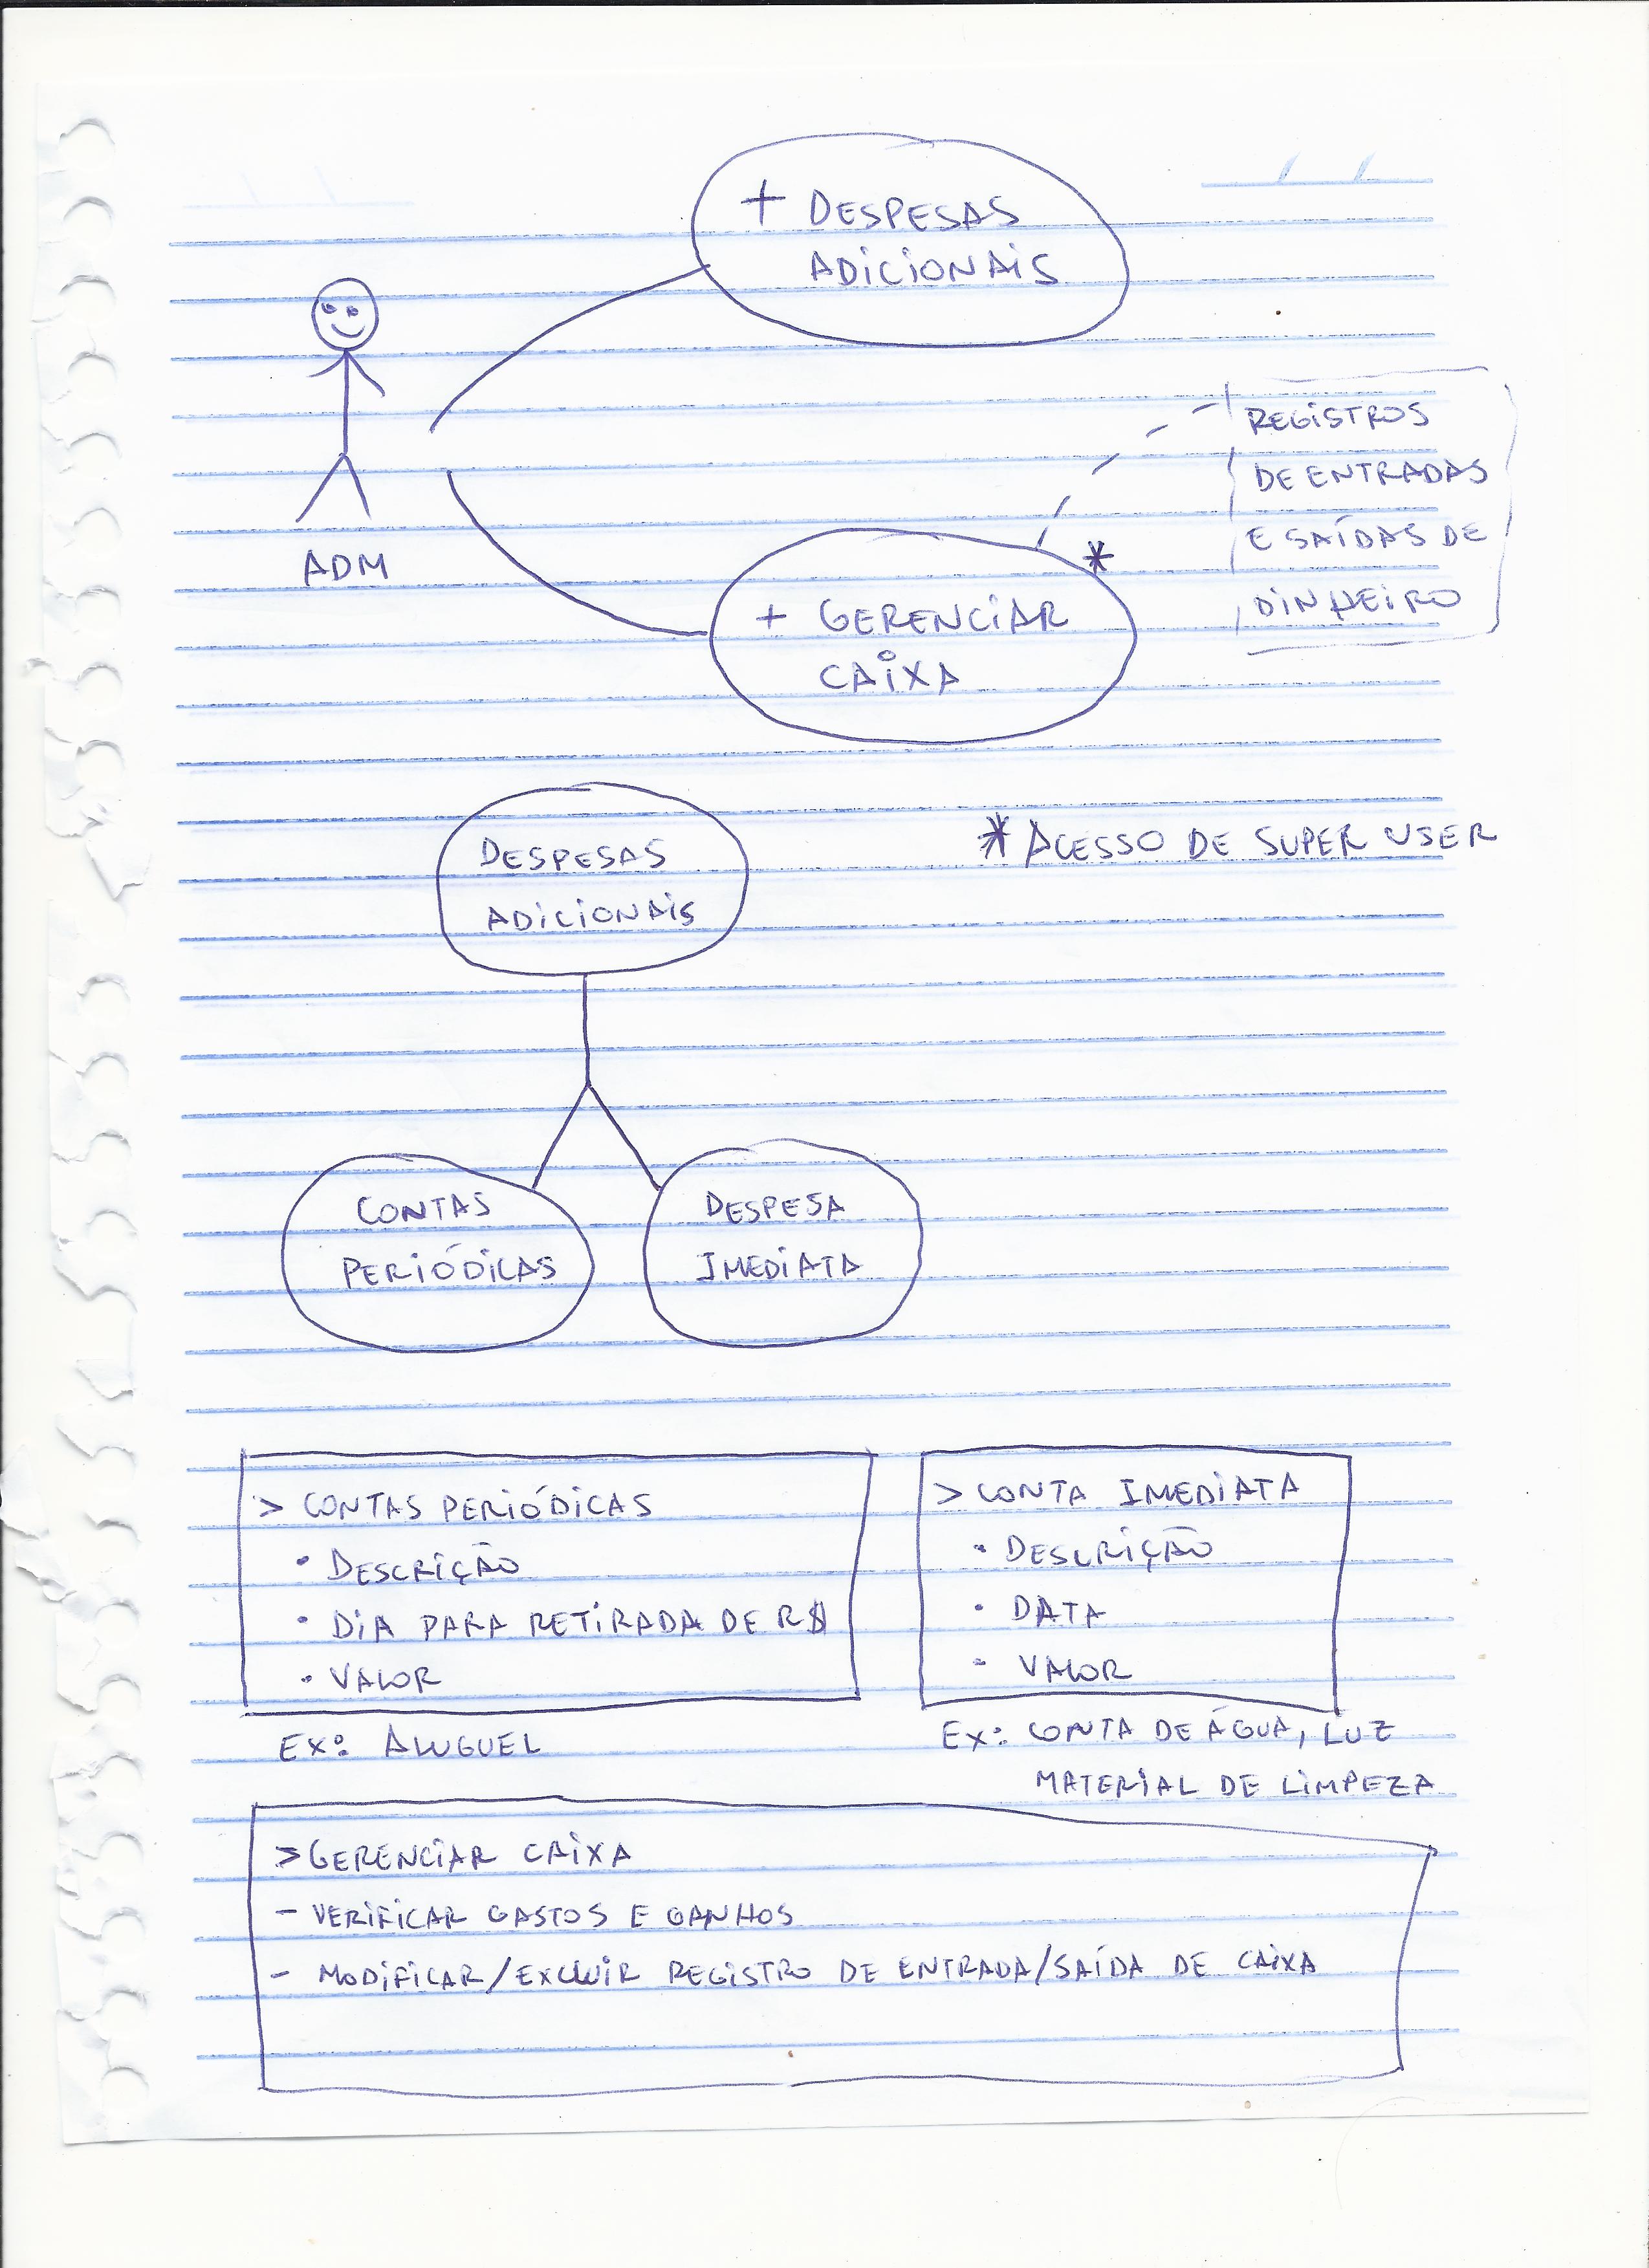 + DESPESAS
ADICIONAIS
REGISTROS
DE ENTRADAS
E SAÍDAS DE
DINHEIRO
ADM
*
+ GERENCIAR
CAIXA
* ACESSO DE SUPER USER
DESPESAS
ADICIONAIS
CONTAS
PERIÓDICAS
DESPESA
IMEDIATA
> CONTAS PERIÓDICAS
• DESCRIÇÃO
• DIA PARA RETIRADA DE R$
• VALOR
EX: ALUGUEL
> CONTA IMEDIATA
• DESCRIÇÃO
• DATA
• VALOR
EX: CONTA DE ÁGUA, LUZ
MATERIAL DE LIMPEZA
> GERENCIAR CAIXA
- VERIFICAR GASTOS E GANHOS
- MODIFICAR/EXCLUIR REGISTRO DE ENTRADA/SAÍDA DE CAIXA